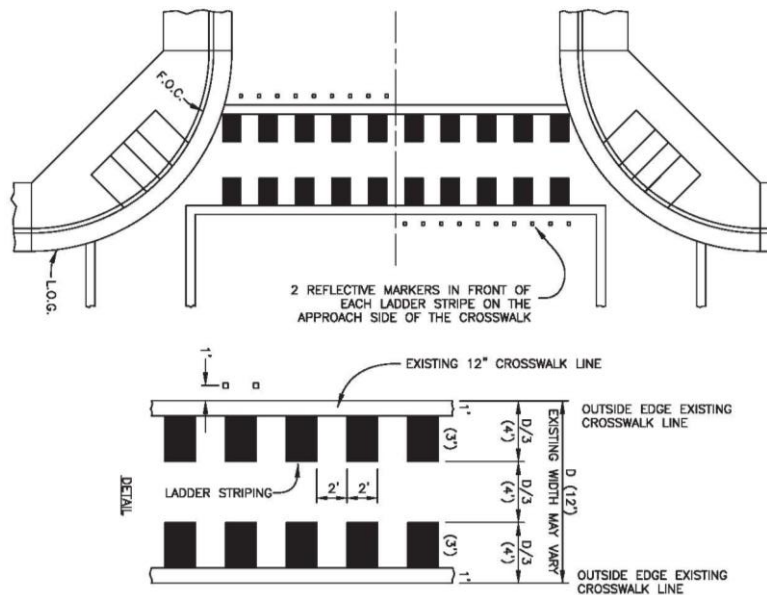 F.O.C.
L.O.G.
2 REFLECTIVE MARKERS IN FRONT OF
EACH LADDER STRIPE ON THE
APPROACH SIDE OF THE CROSSWALK
1'
EXISTING 12" CROSSWALK LINE
1'
OUTSIDE EDGE EXISTING
CROSSWALK LINE
(3')
D/3
(4')
EXISTING WIDTH MAY VARY
D (12')
DETAIL
LADDER STRIPING
2'
2'
D/3
(4')
(3')
D/3
(4')
1'
OUTSIDE EDGE EXISTING
CROSSWALK LINE